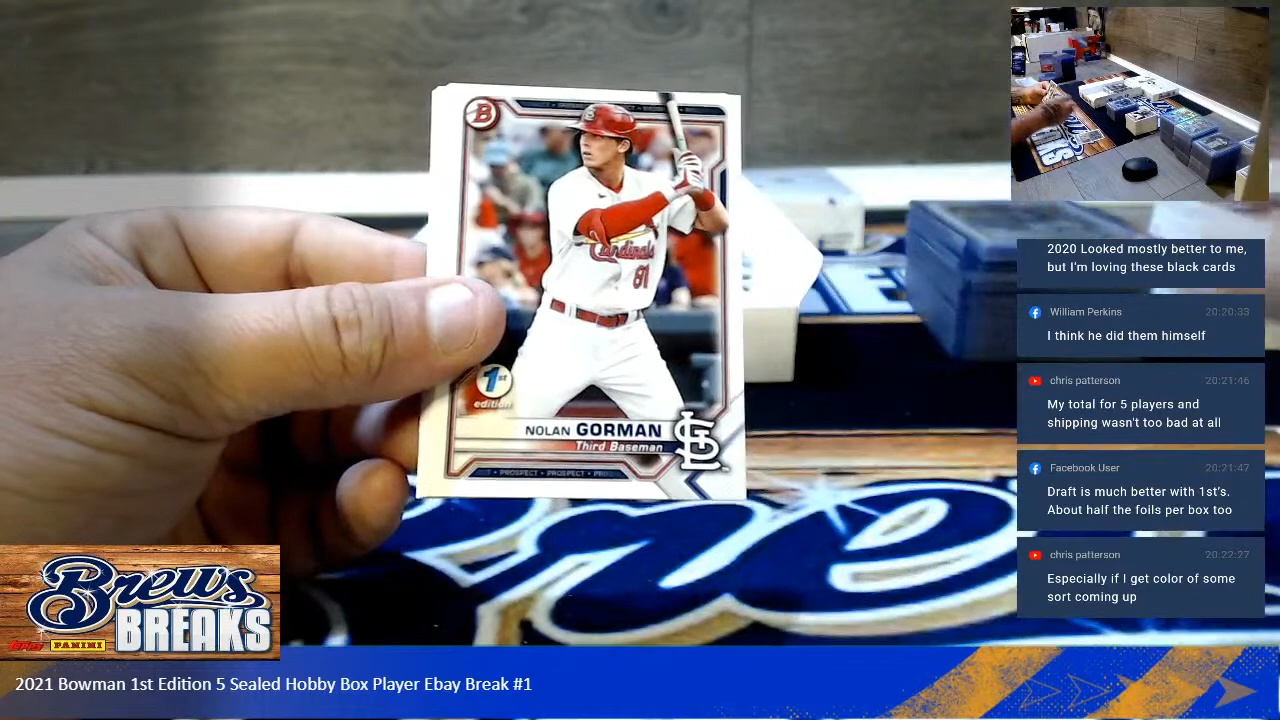 B
Cardinals
81
1st
edition
NOLAN GORMAN
Third Baseman
STL
• PROSPECT • PROSPECT •
Brews
BREAKS
Topps PANINI
Looked mostly better to me,
but I'm loving these black cards
William Perkins 20:20:33
I think he did them himself
chris patterson 20:21:46
My total for 5 players and
shipping wasn't too bad at all
Facebook User 20:21:47
Draft is much better with 1st's.
About half the foils per box too
chris patterson 20:22:27
Especially if I get color of some
sort coming up
2021 Bowman 1st Edition 5 Sealed Hobby Box Player Ebay Break #1